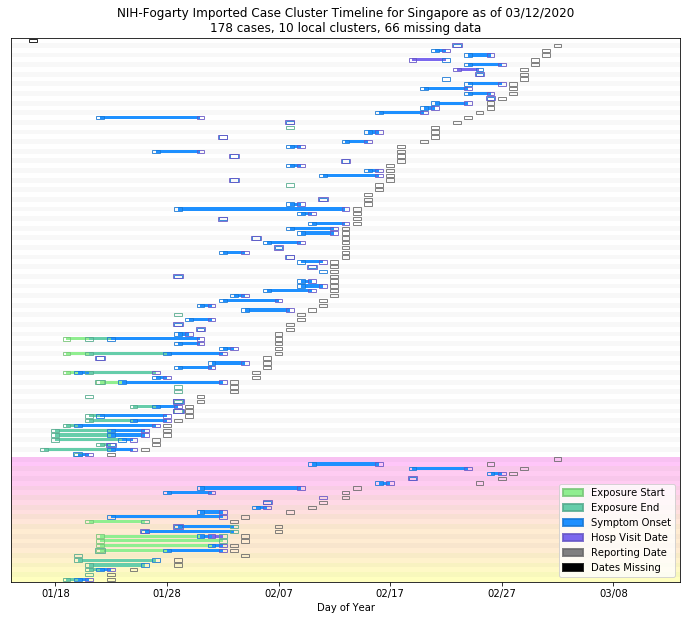 NIH-Fogarty Imported Case Cluster Timeline for Singapore as of 03/12/2020
178 cases, 10 local clusters, 66 missing data
Exposure Start
Exposure End
Symptom Onset
Hosp Visit Date
Reporting Date
Dates Missing
01/18 01/28 02/07 02/17 02/27 03/08
Day of Year